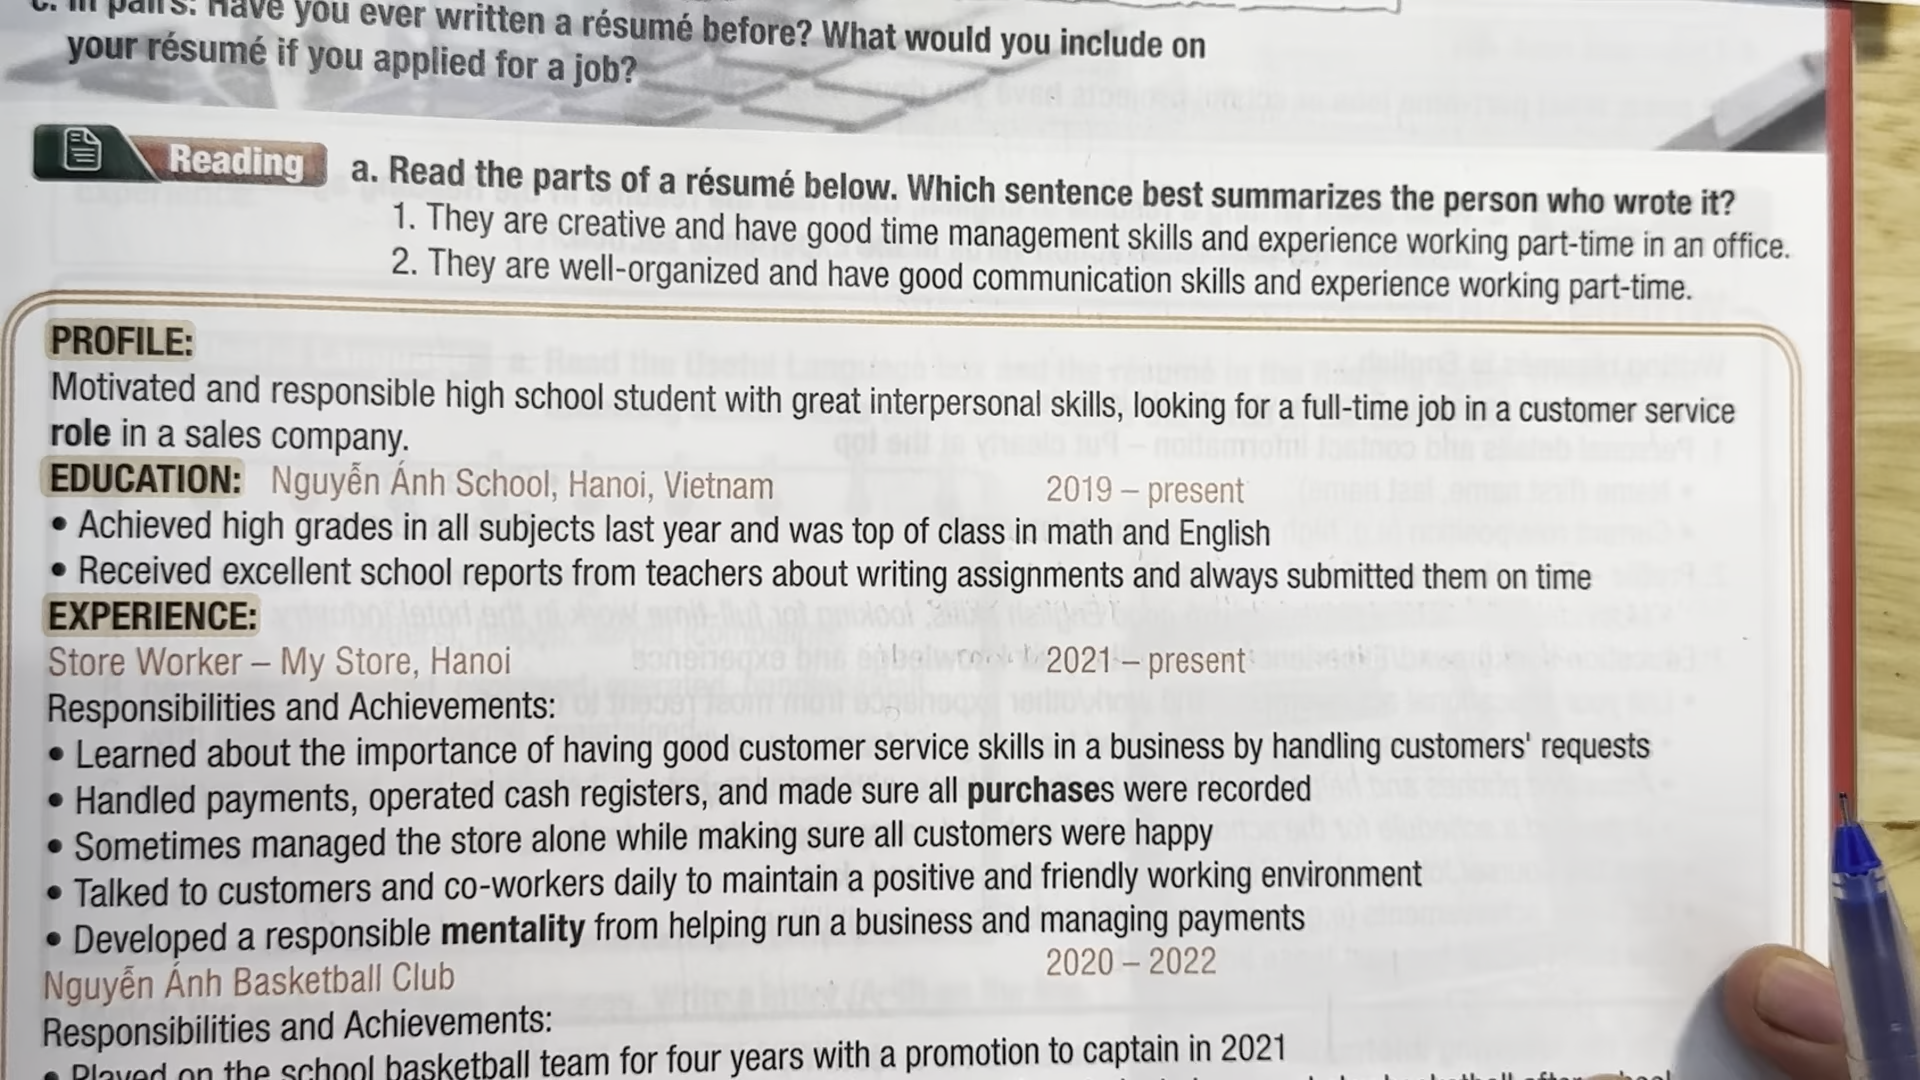 c. In pairs: Have you ever written a résumé before? What would you include on
your résumé if you applied for a job?
Reading
a. Read the parts of a résumé below. Which sentence best summarizes the person who wrote it?
1. They are creative and have good time management skills and experience working part-time in an office.
2. They are well-organized and have good communication skills and experience working part-time.
PROFILE:
Motivated and responsible high school student with great interpersonal skills, looking for a full-time job in a customer service
role in a sales company.
EDUCATION: Nguyễn Ánh School, Hanoi, Vietnam 2019 – present
• Achieved high grades in all subjects last year and was top of class in math and English
• Received excellent school reports from teachers about writing assignments and always submitted them on time
EXPERIENCE:
Store Worker – My Store, Hanoi 2021 – present
Responsibilities and Achievements:
• Learned about the importance of having good customer service skills in a business by handling customers' requests
• Handled payments, operated cash registers, and made sure all purchases were recorded
• Sometimes managed the store alone while making sure all customers were happy
• Talked to customers and co-workers daily to maintain a positive and friendly working environment
• Developed a responsible mentality from helping run a business and managing payments
Nguyễn Ánh Basketball Club 2020 – 2022
Responsibilities and Achievements:
• Played on the school basketball team for four years with a promotion to captain in 2021